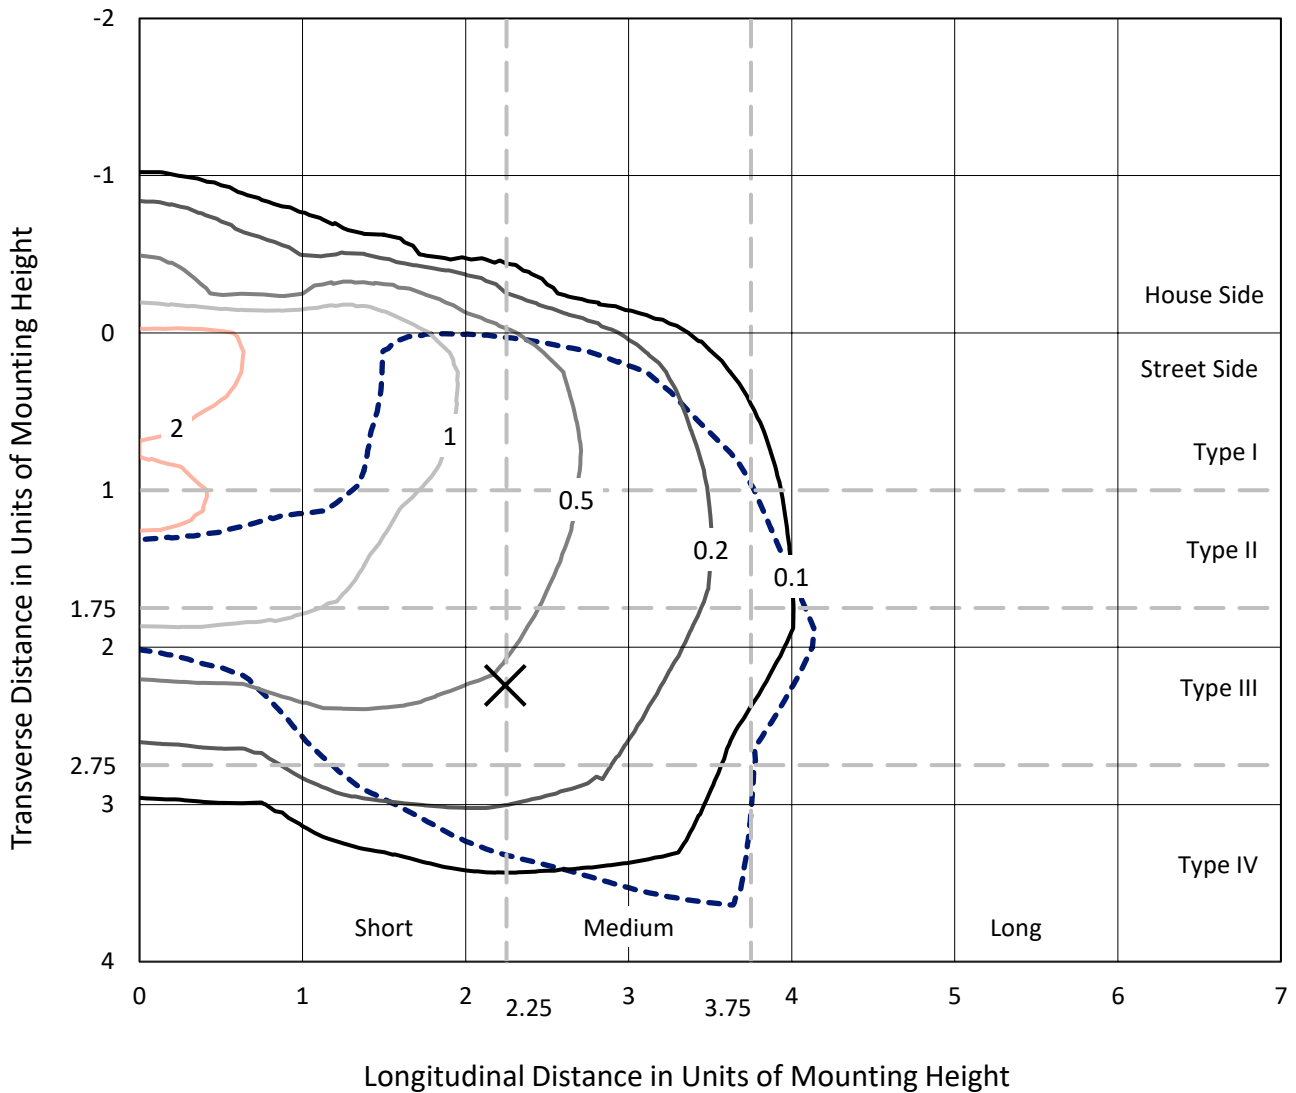 -2
-1
0
1
1.75
2
2.75
3
4
Transverse Distance in Units of Mounting Height
House Side
Street Side
Type I
Type II
Type III
Type IV
2
1
0.5
0.2
0.1
Short Medium Long
0 1 2 2.25 3 3.75 4 5 6 7
Longitudinal Distance in Units of Mounting Height